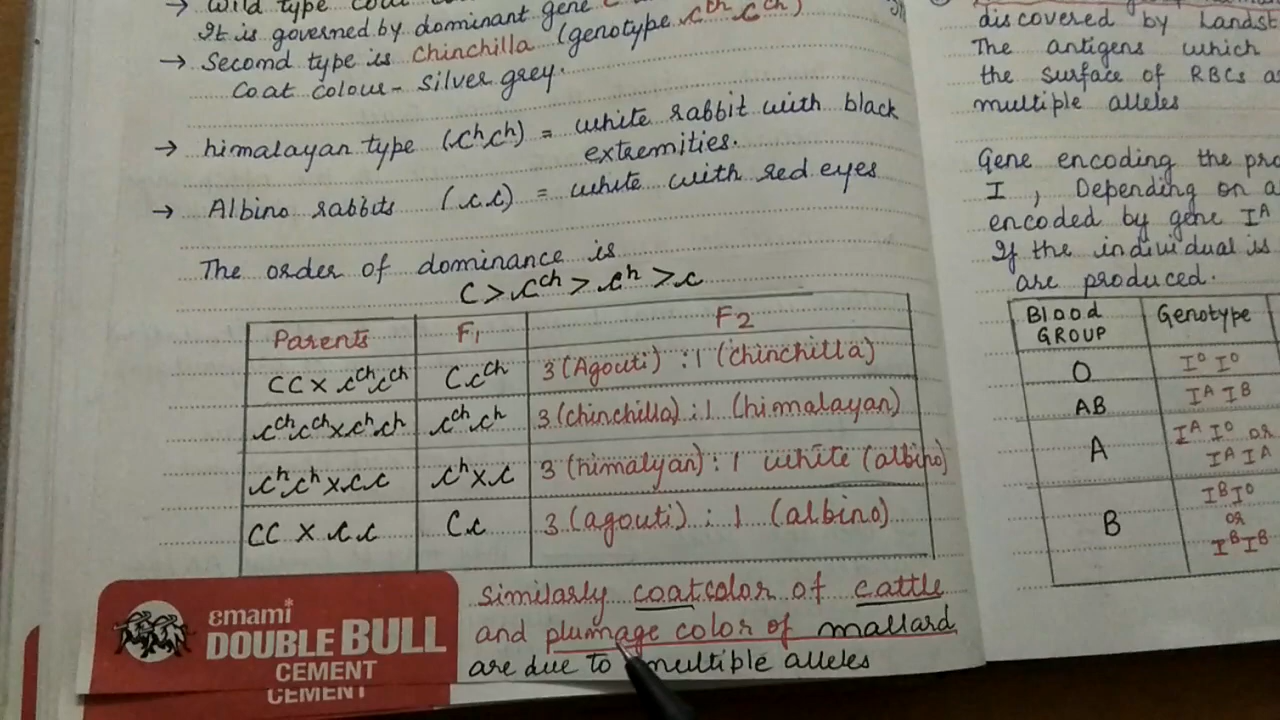 → Wild type
It is governed by dominant gene C
→ Second type is Chinchilla (genotype c^ch c^ch)
Coat colour - silver grey.
→ himalayan type (c^h c^h) = white rabbit with black
extremities.
→ Albino rabbits (cc) = white with red eyes
The order of dominance is
C > c^ch > c^h > c
Parents F1 F2
CC x c^ch c^ch Cc^ch 3 (Agouti) : 1 (chinchilla)
c^ch c^ch x c^h c^h c^ch c^h 3 (chinchilla) : 1 (himalayan)
c^h c^h x cc c^h x c 3 (himalyan) : 1 white (albino)
CC x cc Cc 3 (agouti) : 1 (albino)
similarly coatcolor of cattle
and plumage color of mallard
are due to multiple alleles
emami
DOUBLE BULL
CEMENT
CEMENT
discovered by Landst
The antigens which
the surface of RBCs
multiple alleles
Gene encoding the pro
I, Depending on a
encoded by gene I^A
If the individual is
are produced.
Blood GROUP Genotype
O I^O I^O
AB I^A I^B
A I^A I^O or
I^A I^A
B I^B I^O
or
I^B I^B